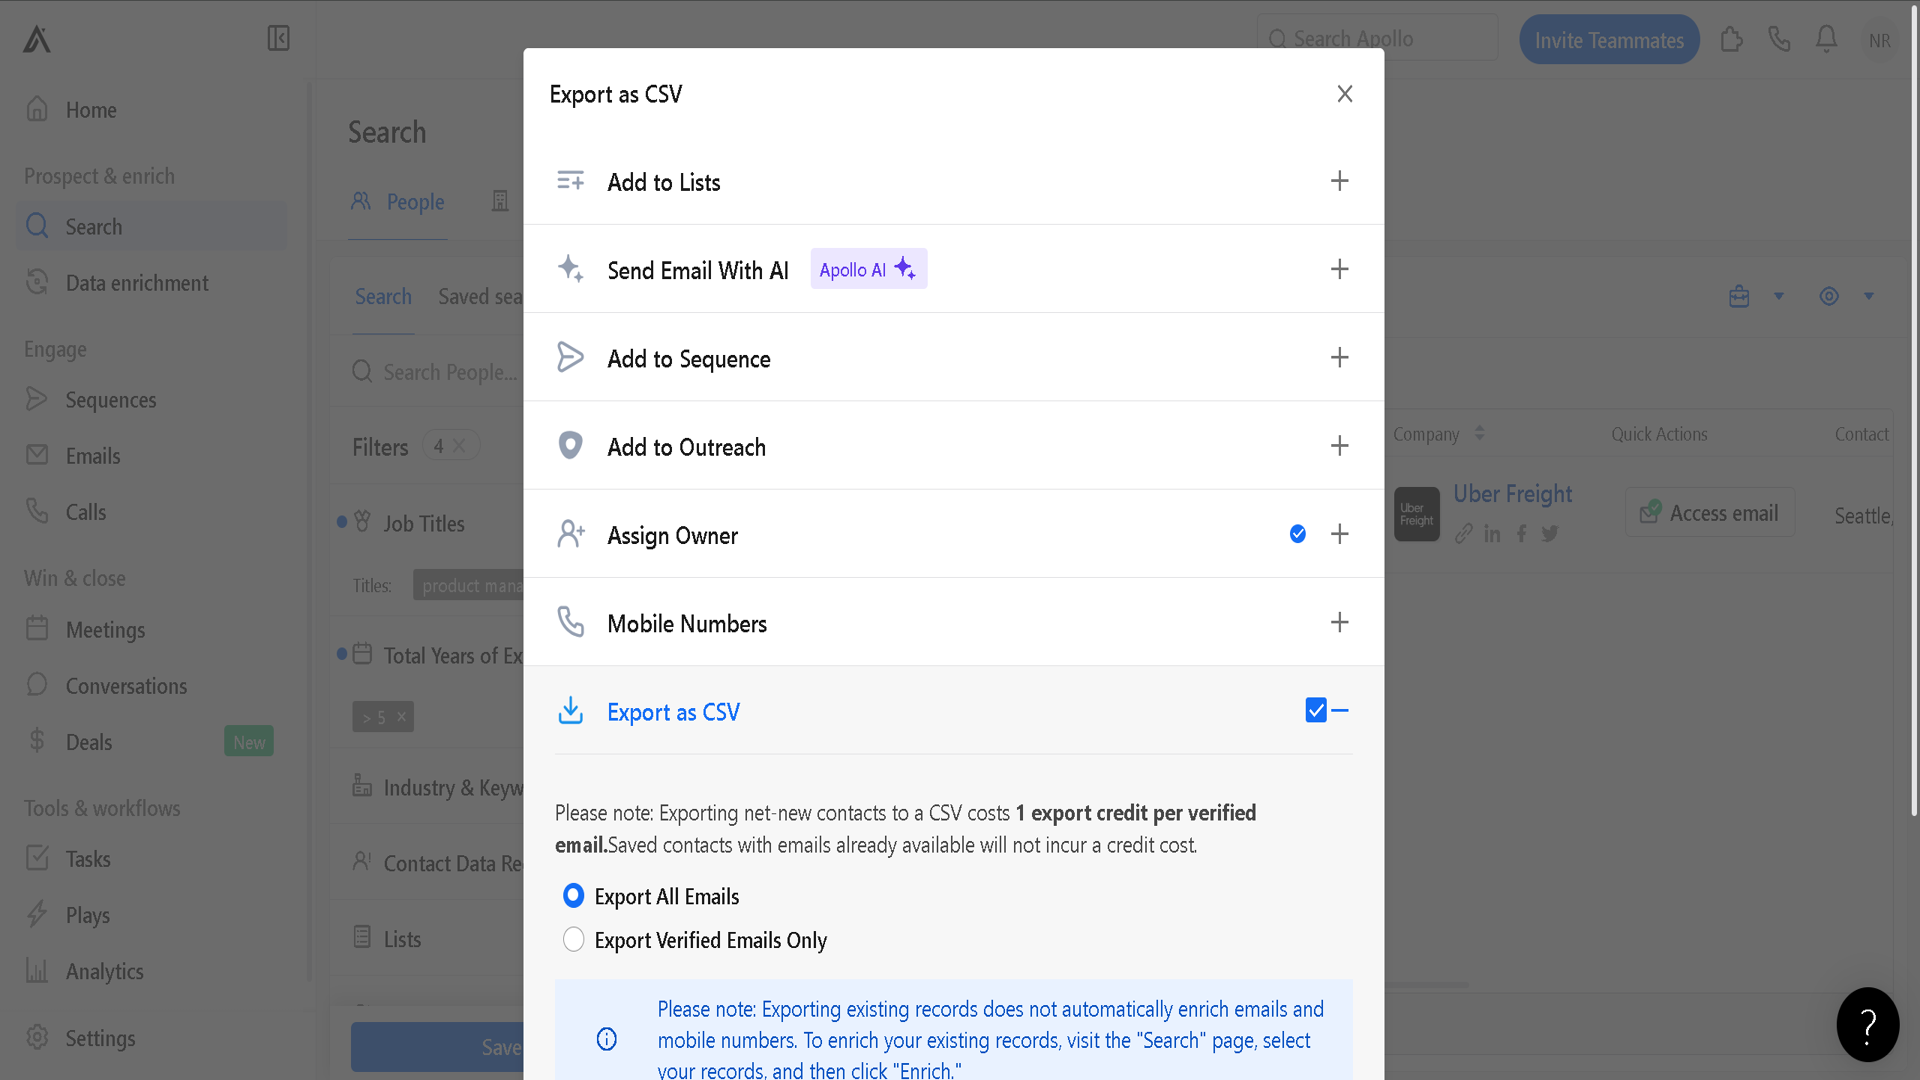 Search Apollo
Invite Teammates
NR
Home
Prospect & enrich
Search
Data enrichment
Engage
Sequences
Emails
Calls
Win & close
Meetings
Conversations
Deals
New
Tools & workflows
Tasks
Plays
Analytics
Settings
Search
People
Search
Saved sea
Search People...
Filters
4
Job Titles
Titles:
product mana
Total Years of Ex
> 5
Industry & Keyw
Contact Data Re
Lists
Save
Export as CSV
Add to Lists
Send Email With AI
Apollo AI
Add to Sequence
Add to Outreach
Assign Owner
Mobile Numbers
Export as CSV
Please note: Exporting net-new contacts to a CSV costs 1 export credit per verified
email.Saved contacts with emails already available will not incur a credit cost.
Export All Emails
Export Verified Emails Only
Please note: Exporting existing records does not automatically enrich emails and
mobile numbers. To enrich your existing records, visit the "Search" page, select
your records, and then click "Enrich."
Company
Quick Actions
Contact
Uber
Freight
Uber Freight
Access email
Seattle,
?